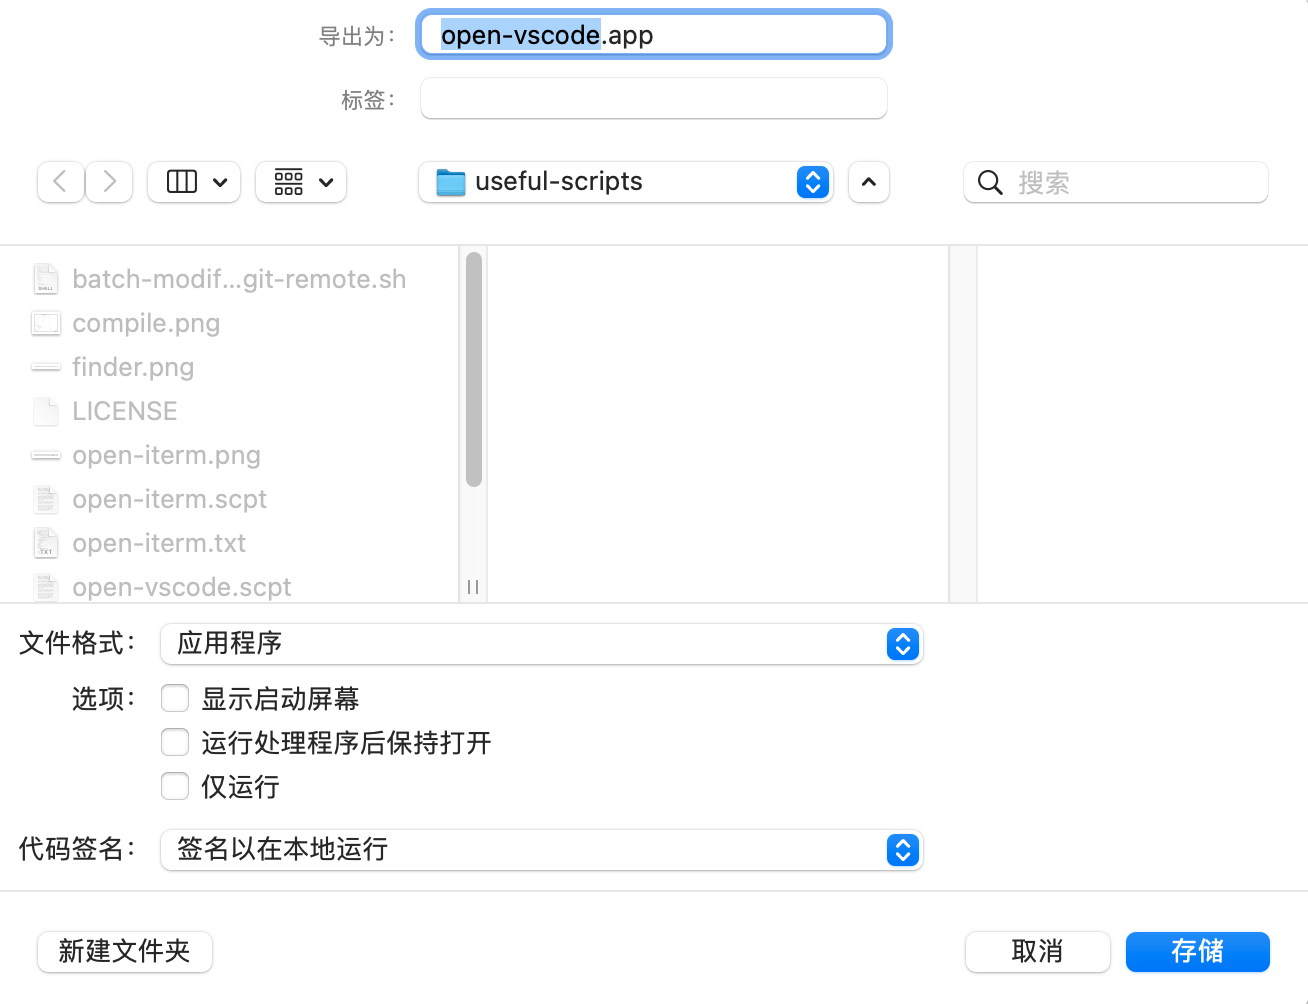 导出为：
open-vscode.app
标签：
useful-scripts
搜索
batch-modif...git-remote.sh
compile.png
finder.png
LICENSE
open-iterm.png
open-iterm.scpt
open-iterm.txt
open-vscode.scpt
文件格式：
应用程序
选项：
显示启动屏幕
运行处理程序后保持打开
仅运行
代码签名：
签名以在本地运行
新建文件夹
取消
存储